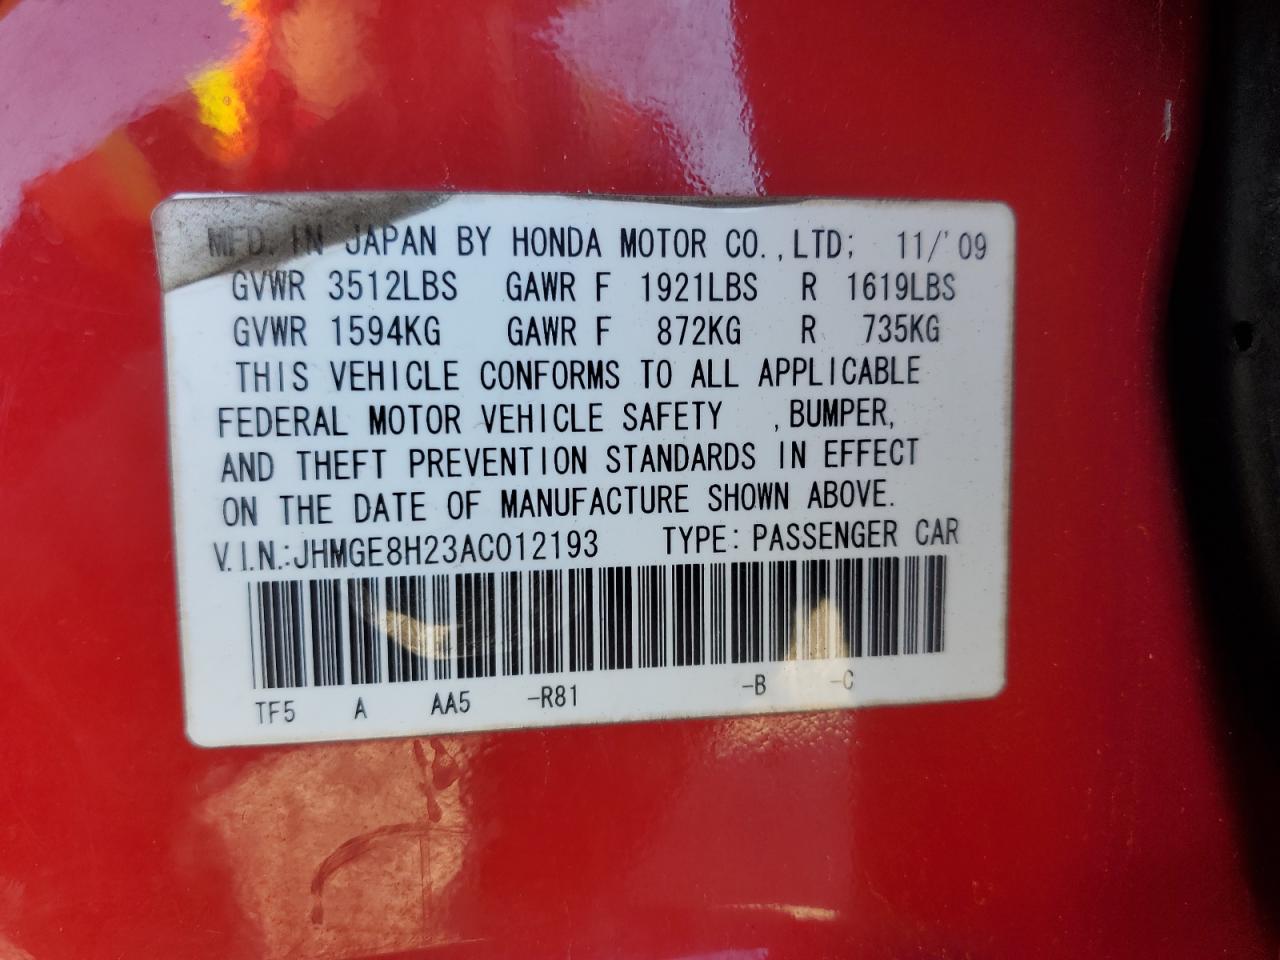 MFD. IN JAPAN BY HONDA MOTOR CO.,LTD; 11/'09
GVWR 3512LBS GAWR F 1921LBS R 1619LBS
GVWR 1594KG GAWR F 872KG R 735KG
THIS VEHICLE CONFORMS TO ALL APPLICABLE
FEDERAL MOTOR VEHICLE SAFETY ,BUMPER,
AND THEFT PREVENTION STANDARDS IN EFFECT
ON THE DATE OF MANUFACTURE SHOWN ABOVE.
V.I.N.:JHMGE8H23AC012193 TYPE:PASSENGER CAR
TF5 A AA5 -R81 -B -C